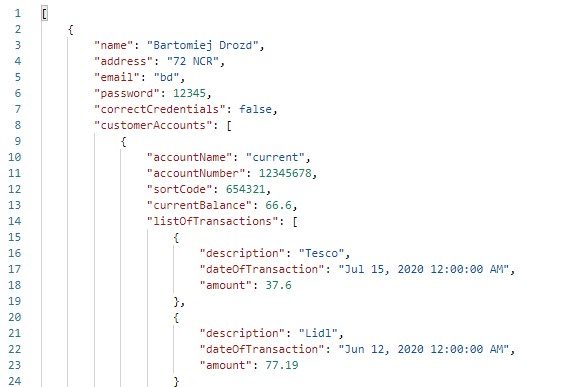 1 [
2 {
3 "name": "Bartomiej Drozd",
4 "address": "72 NCR",
5 "email": "bd",
6 "password": 12345,
7 "correctCredentials": false,
8 "customerAccounts": [
9 {
10 "accountName": "current",
11 "accountNumber": 12345678,
12 "sortCode": 654321,
13 "currentBalance": 66.6,
14 "listOfTransactions": [
15 {
16 "description": "Tesco",
17 "dateOfTransaction": "Jul 15, 2020 12:00:00 AM",
18 "amount": 37.6
19 },
20 {
21 "description": "Lidl",
22 "dateOfTransaction": "Jun 12, 2020 12:00:00 AM",
23 "amount": 77.19
24 }